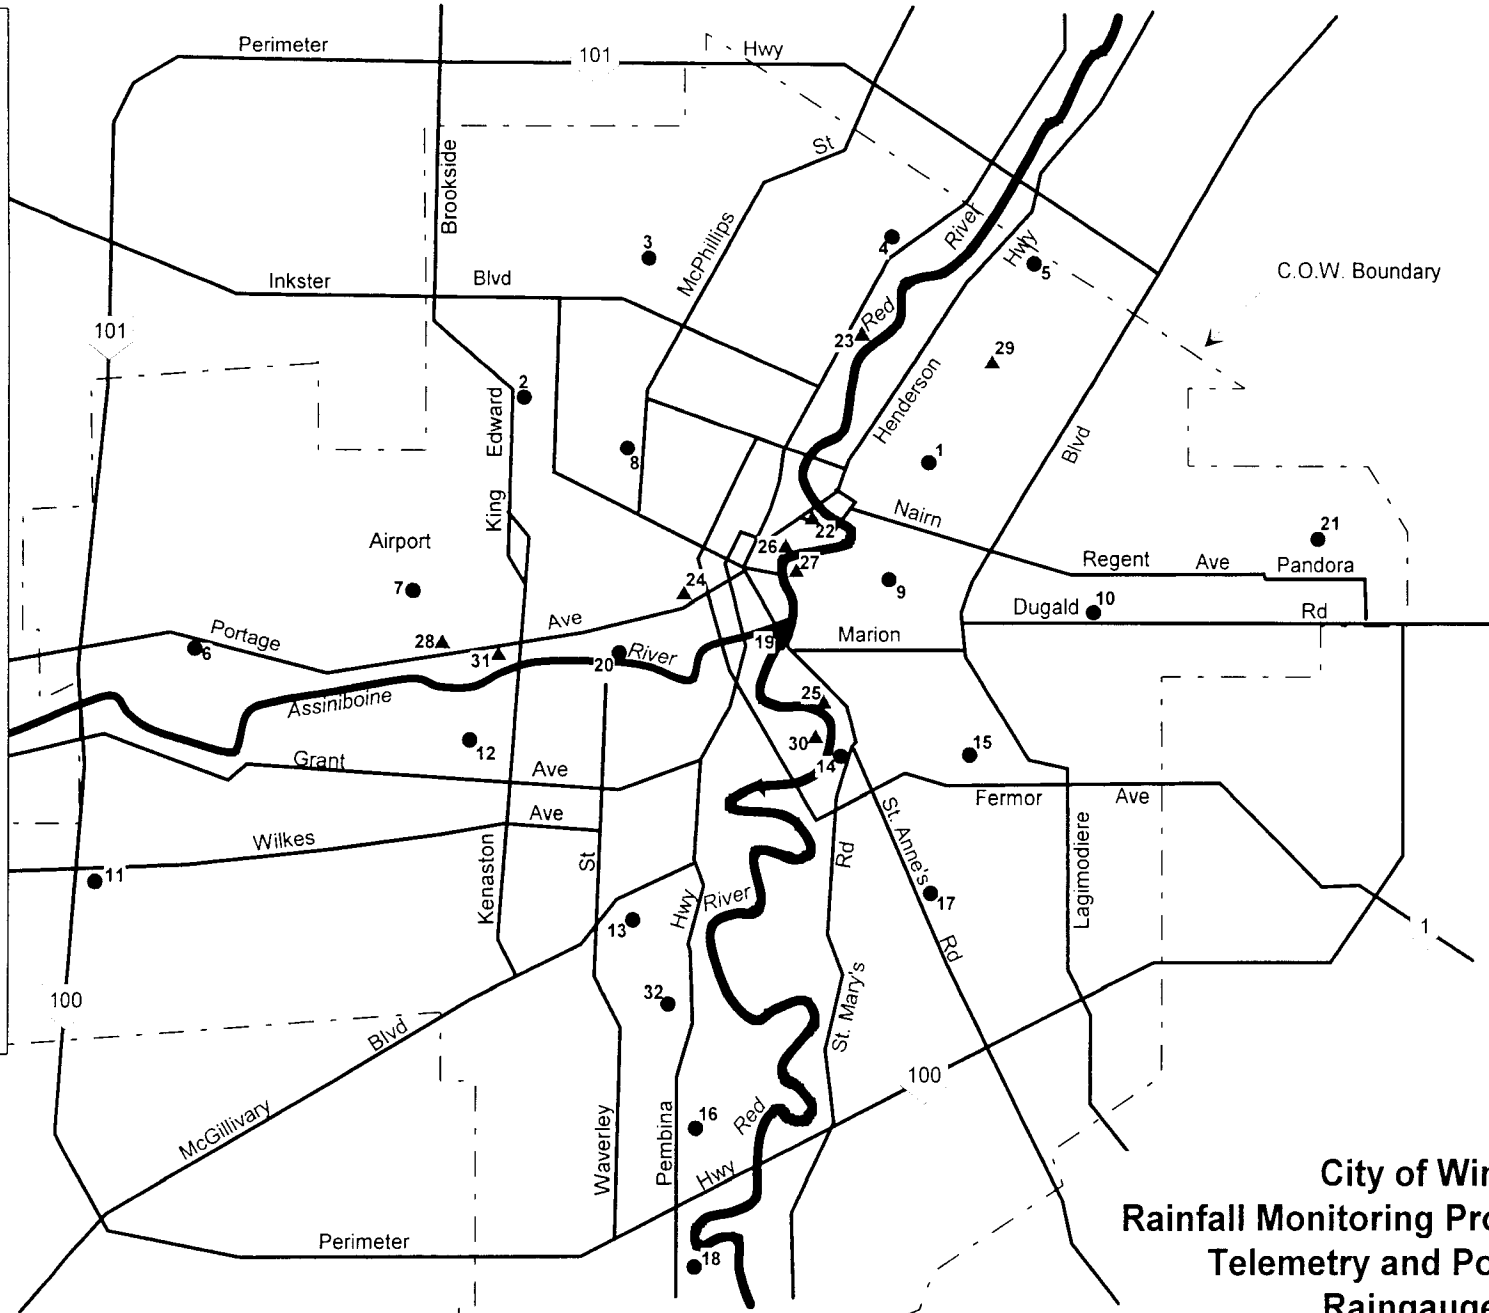 Perimeter
101
Hwy
Brookside
St
McPhillips
3
4
River
Hwy
5
C.O.W. Boundary
Inkster
Blvd
101
Red
23
29
2
Edward
Henderson
Blvd
8
1
King
Nairn
22
21
Airport
26
27
Regent
Ave
Pandora
7
24
9
Dugald
10
Rd
Portage
6
28
Ave
31
20
River
19
Marion
Assiniboine
25
12
30
14
15
Grant
Ave
Fermor
Ave
Wilkes
Ave
11
Kenaston
St
Rd
St. Anne's
Lagimodiere
Hwy
River
17
13
Rd
1
32
100
St. Mary's
Blvd
100
McGillivary
Waverley
Pembina
16
Red
Hwy
Perimeter
18
City of Win
Rainfall Monitoring Pro
Telemetry and Po
Raingauge